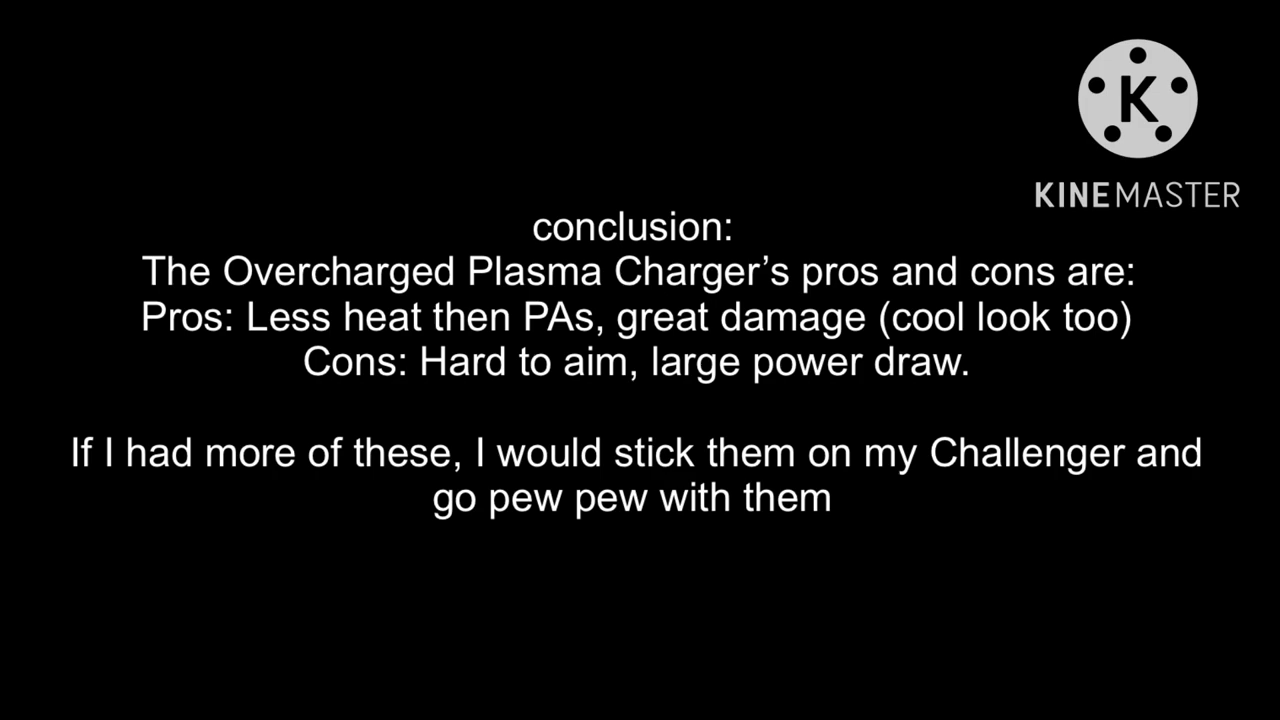 K
KINEMASTER
conclusion:
The Overcharged Plasma Charger’s pros and cons are:
Pros: Less heat then PAs, great damage (cool look too)
Cons: Hard to aim, large power draw.
If I had more of these, I would stick them on my Challenger and
go pew pew with them